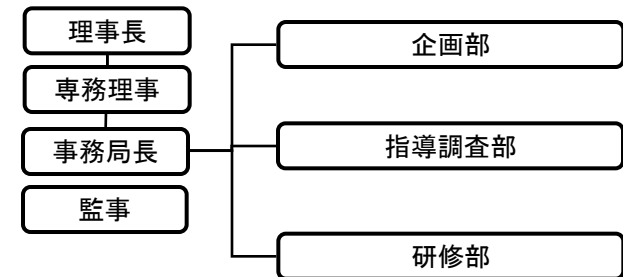 理事長
専務理事
事務局長
監事
企画部
指導調査部
研修部